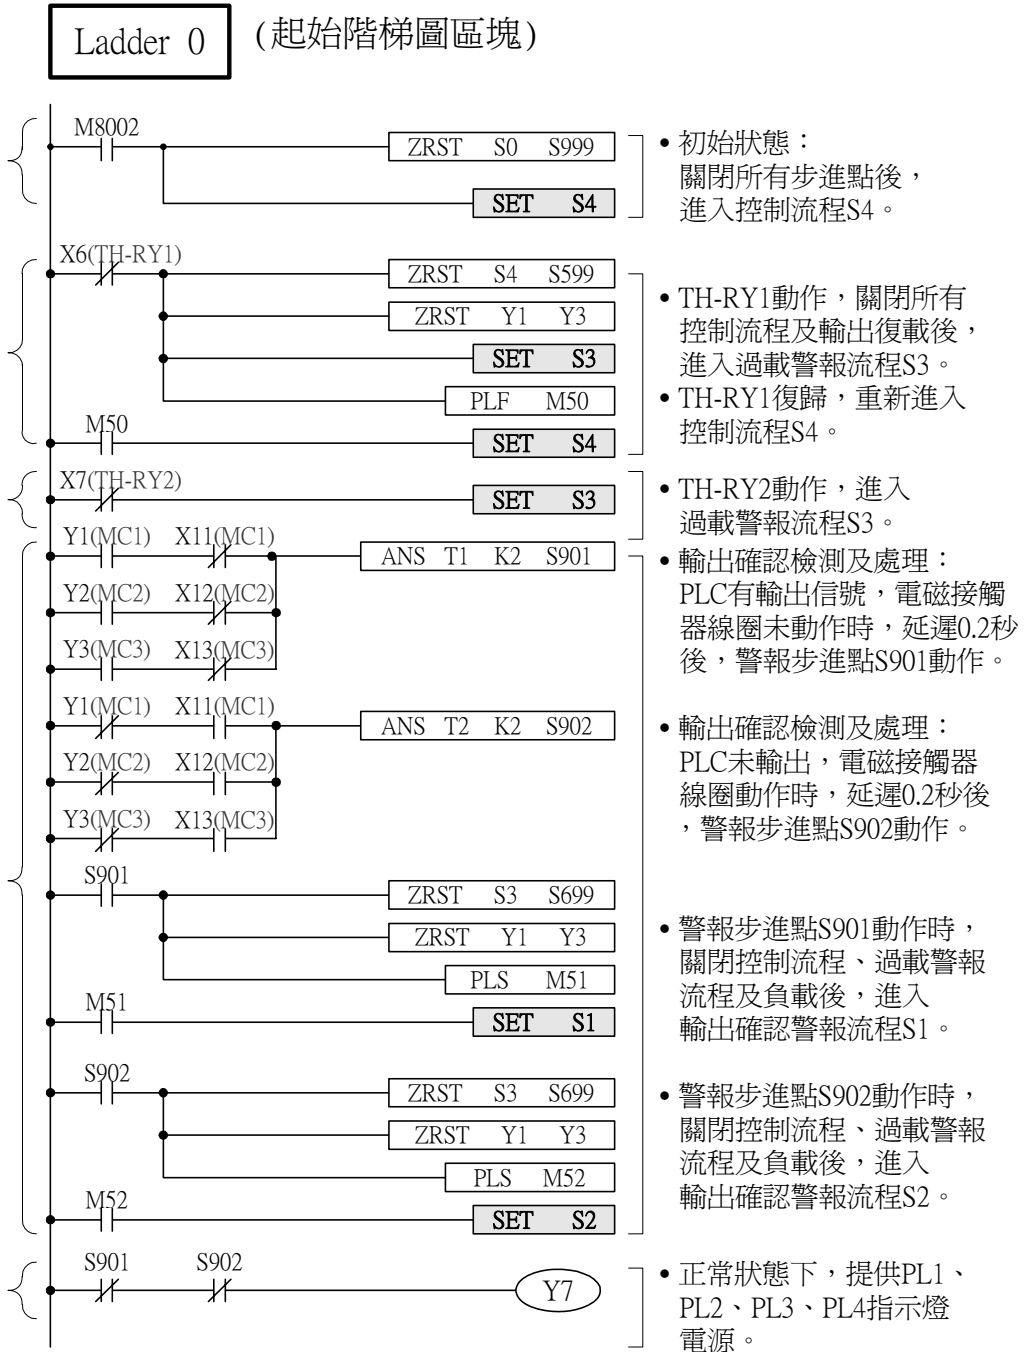 Ladder 0 (起始階梯圖區塊)
M8002
ZRST S0 S999
SET S4
• 初始狀態：
關閉所有步進點後，
進入控制流程S4。
X6(TH-RY1)
ZRST S4 S599
ZRST Y1 Y3
SET S3
PLF M50
M50
SET S4
• TH-RY1動作，關閉所有
控制流程及輸出復載後，
進入過載警報流程S3。
• TH-RY1復歸，重新進入
控制流程S4。
X7(TH-RY2)
SET S3
• TH-RY2動作，進入
過載警報流程S3。
Y1(MC1) X11(MC1)
ANS T1 K2 S901
Y2(MC2) X12(MC2)
Y3(MC3) X13(MC3)
• 輸出確認檢測及處理：
PLC有輸出信號，電磁接觸
器線圈未動作時，延遲0.2秒
後，警報步進點S901動作。
Y1(MC1) X11(MC1)
ANS T2 K2 S902
Y2(MC2) X12(MC2)
Y3(MC3) X13(MC3)
• 輸出確認檢測及處理：
PLC未輸出，電磁接觸器
線圈動作時，延遲0.2秒後
，警報步進點S902動作。
S901
ZRST S3 S699
ZRST Y1 Y3
PLS M51
M51
SET S1
• 警報步進點S901動作時，
關閉控制流程、過載警報
流程及負載後，進入
輸出確認警報流程S1。
S902
ZRST S3 S699
ZRST Y1 Y3
PLS M52
M52
SET S2
• 警報步進點S902動作時，
關閉控制流程、過載警報
流程及負載後，進入
輸出確認警報流程S2。
S901 S902
Y7
• 正常狀態下，提供PL1、
PL2、PL3、PL4指示燈
電源。